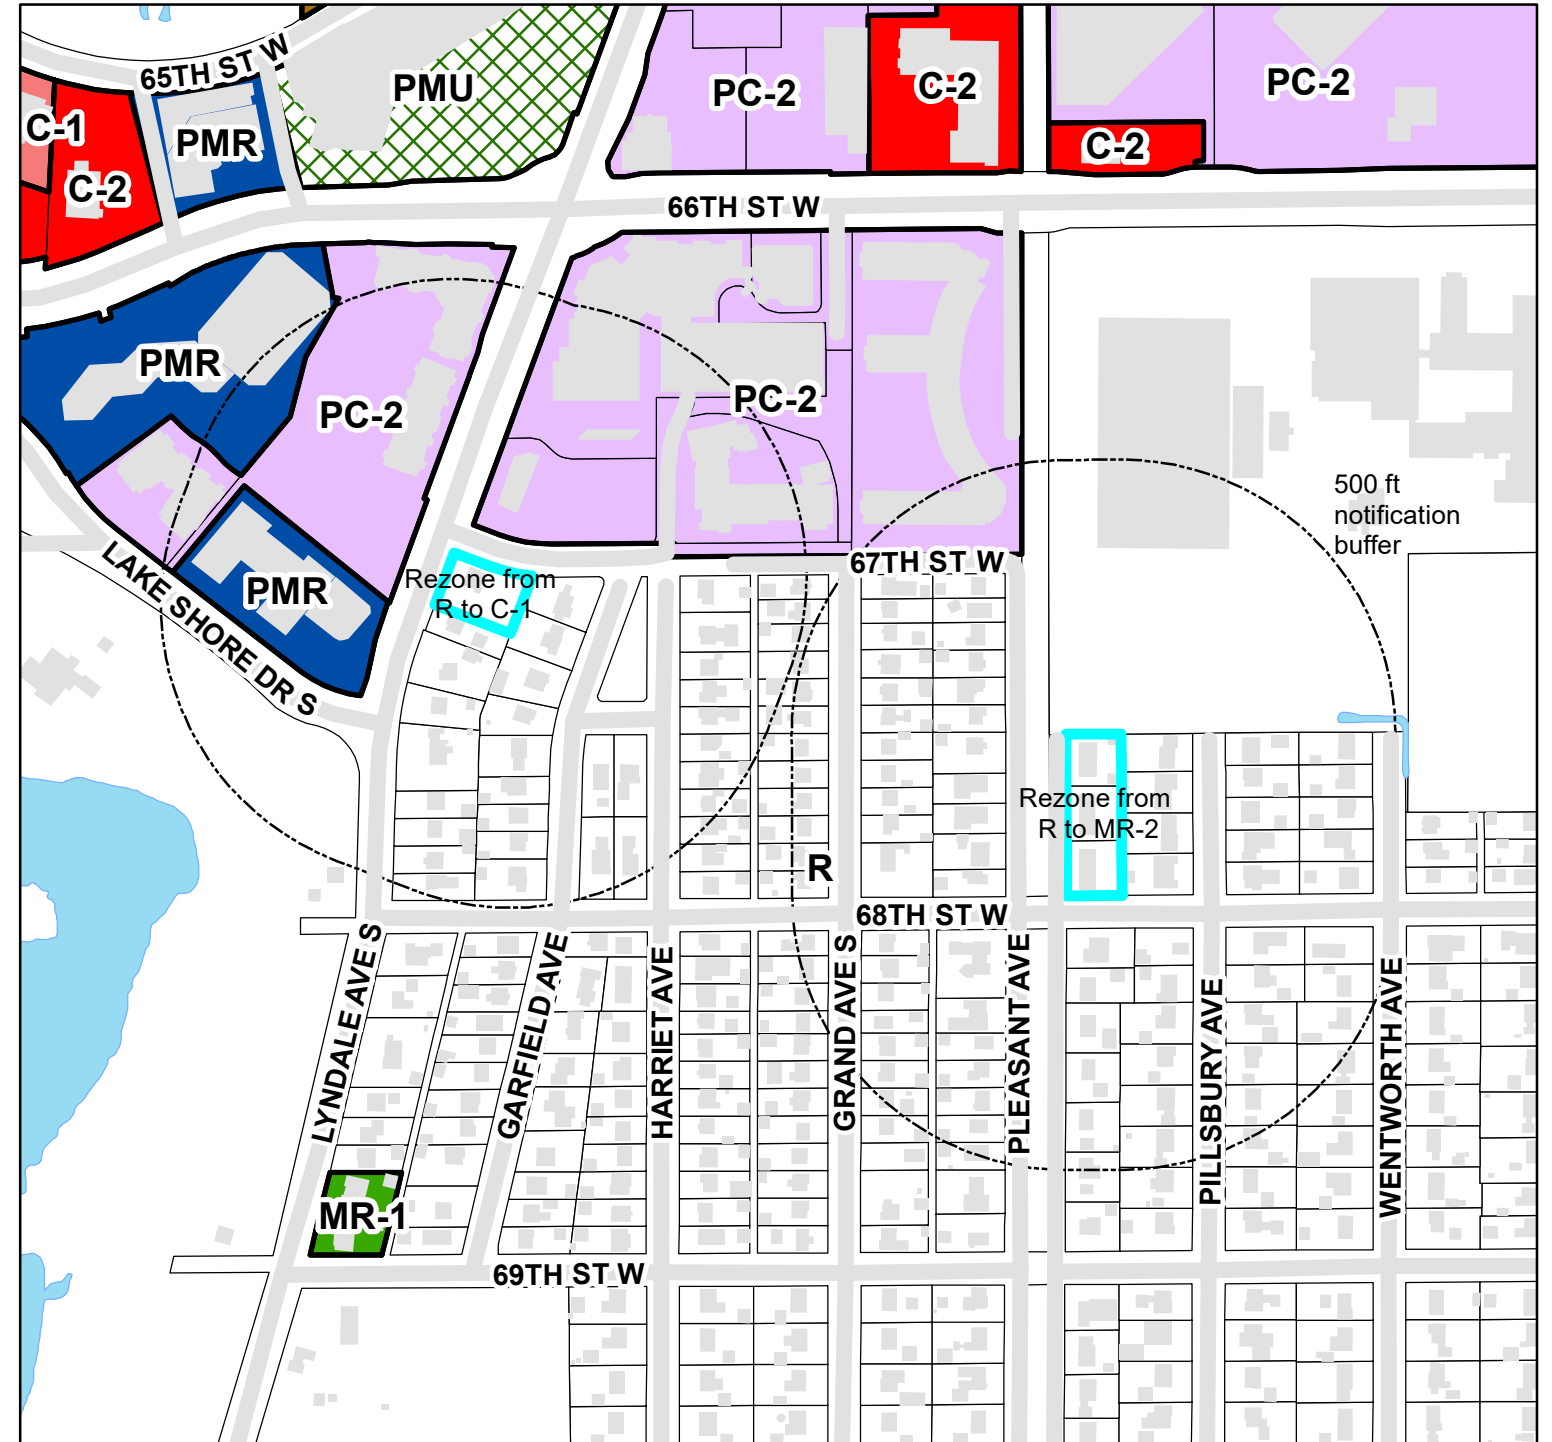 65TH ST W
PMU
PC-2
C-2
PC-2
C-1
PMR
C-2
C-2
66TH ST W
PMR
PC-2
PC-2
500 ft
notification
buffer
67TH ST W
LAKE SHORE DR S
PMR
Rezone from
R to C-1
Rezone from
R to MR-2
R
68TH ST W
LYNDALE AVE S
GARFIELD AVE
HARRIET AVE
GRAND AVE S
PLEASANT AVE
PILLSBURY AVE
WENTWORTH AVE
MR-1
69TH ST W